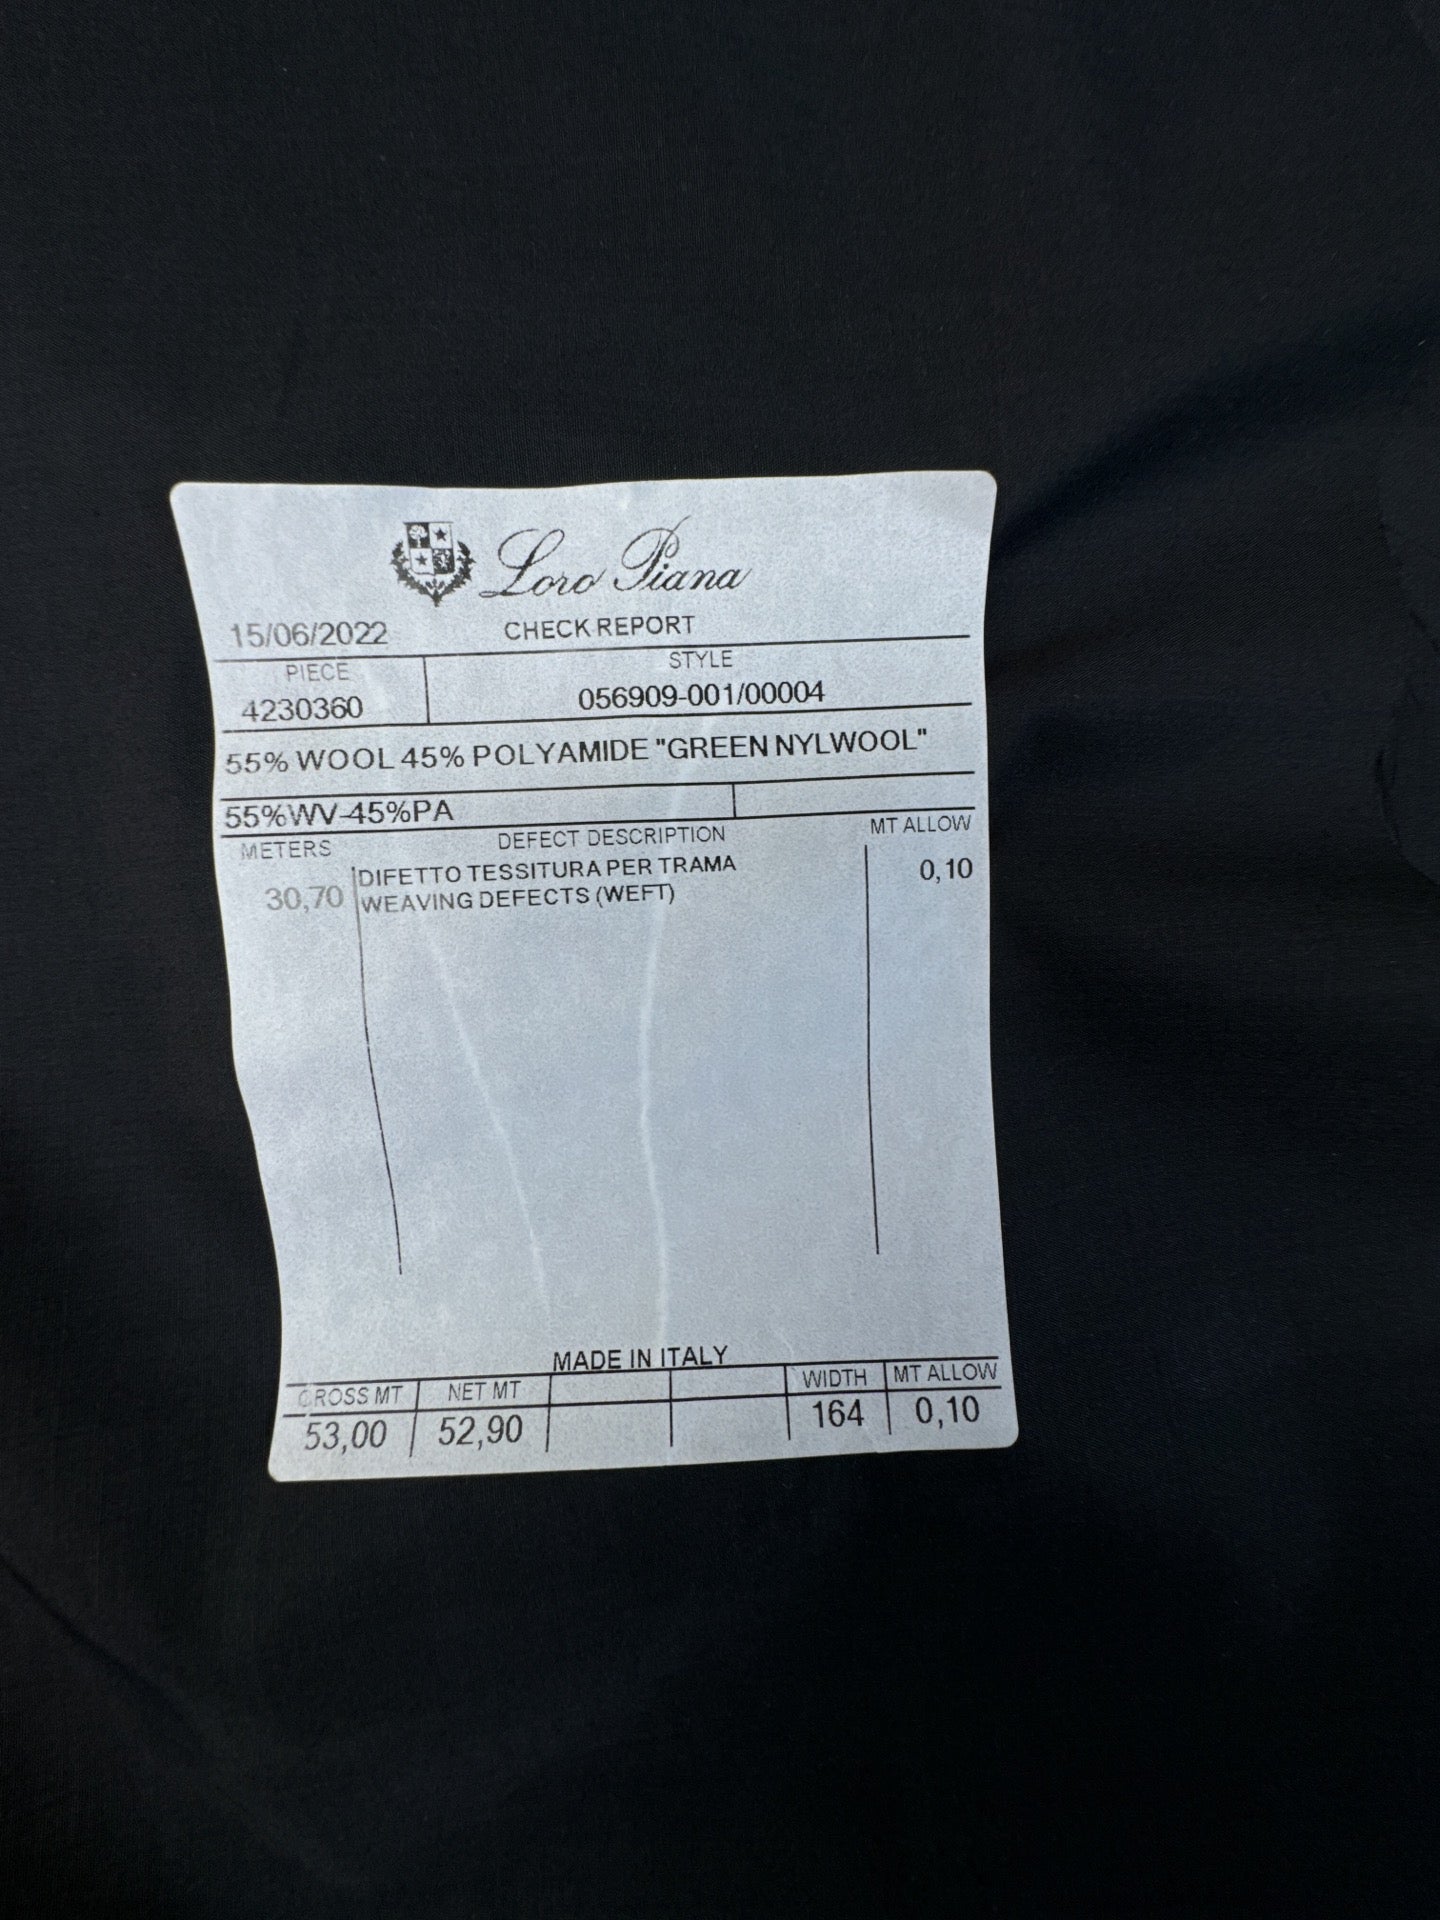 Loro Piana
15/06/2022 CHECK REPORT
PIECE STYLE
4230360 056909-001/00004
55% WOOL 45% POLYAMIDE "GREEN NYLWOOL"
55%WV-45%PA
METERS DEFECT DESCRIPTION MT ALLOW
DIFETTO TESSITURA PER TRAMA 0,10
30,70 WEAVING DEFECTS (WEFT)
MADE IN ITALY
GROSS MT NET MT WIDTH MT ALLOW
53,00 52,90 164 0,10